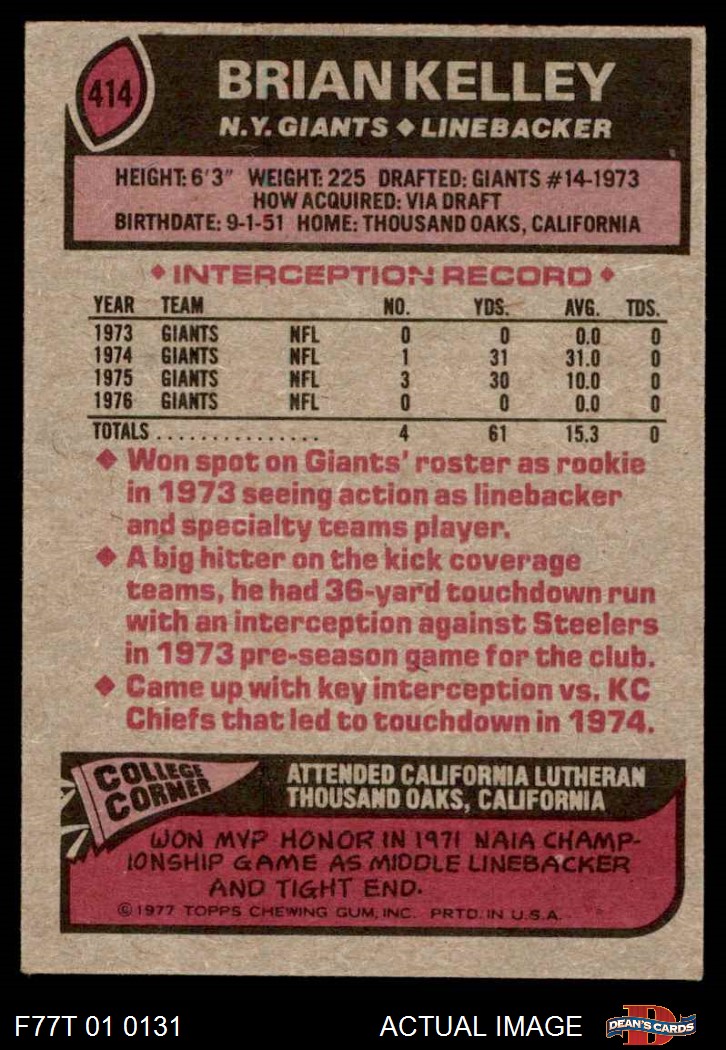 414
BRIAN KELLEY
N.Y. GIANTS ◆ LINEBACKER
HEIGHT: 6'3" WEIGHT: 225 DRAFTED: GIANTS #14-1973
HOW ACQUIRED: VIA DRAFT
BIRTHDATE: 9-1-51 HOME: THOUSAND OAKS, CALIFORNIA
◆ INTERCEPTION RECORD ◆
YEAR TEAM NO. YDS. AVG. TDS.
1973 GIANTS NFL 0 0 0.0 0
1974 GIANTS NFL 1 31 31.0 0
1975 GIANTS NFL 3 30 10.0 0
1976 GIANTS NFL 0 0 0.0 0
TOTALS ................ 4 61 15.3 0
◆ Won spot on Giants' roster as rookie
in 1973 seeing action as linebacker
and specialty teams player.
◆ A big hitter on the kick coverage
teams, he had 36-yard touchdown run
with an interception against Steelers
in 1973 pre-season game for the club.
◆ Came up with key interception vs. KC
Chiefs that led to touchdown in 1974.
COLLEGE
CORNER
ATTENDED CALIFORNIA LUTHERAN
THOUSAND OAKS, CALIFORNIA
WON MVP HONOR IN 1971 NAIA CHAMP-
IONSHIP GAME AS MIDDLE LINEBACKER
AND TIGHT END.
©1977 TOPPS CHEWING GUM, INC. PRTD. IN U.S.A.
F77T 01 0131 ACTUAL IMAGE D DEAN'S CARDS